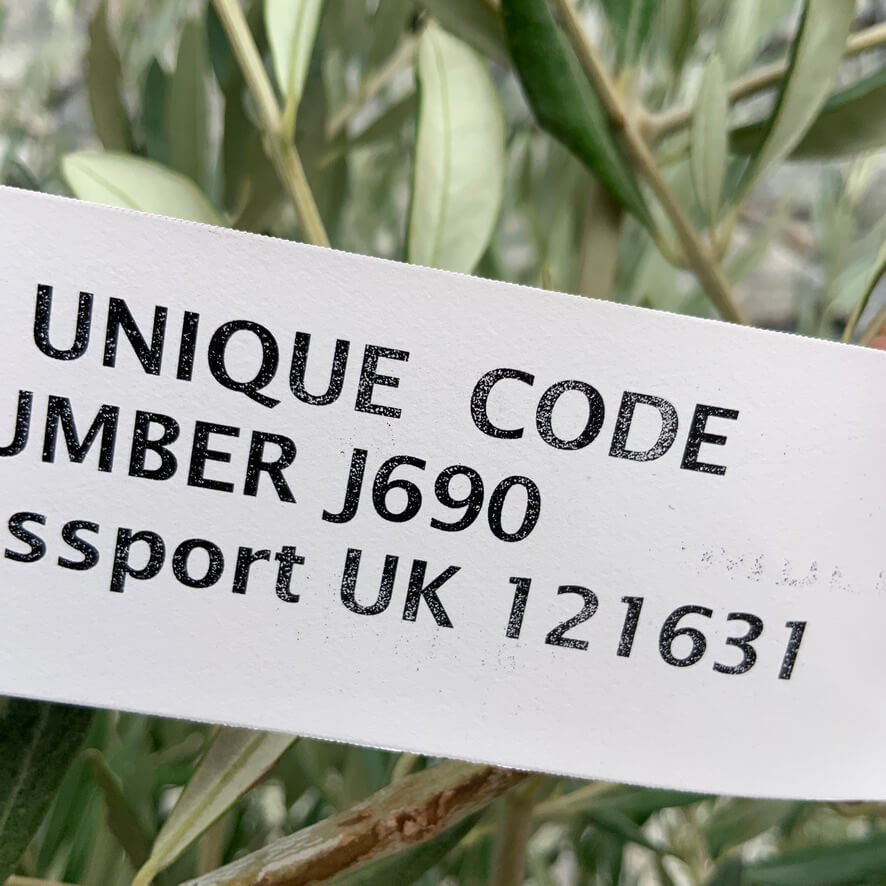 UNIQUE CODE
UMBER J690
ssport UK 121631